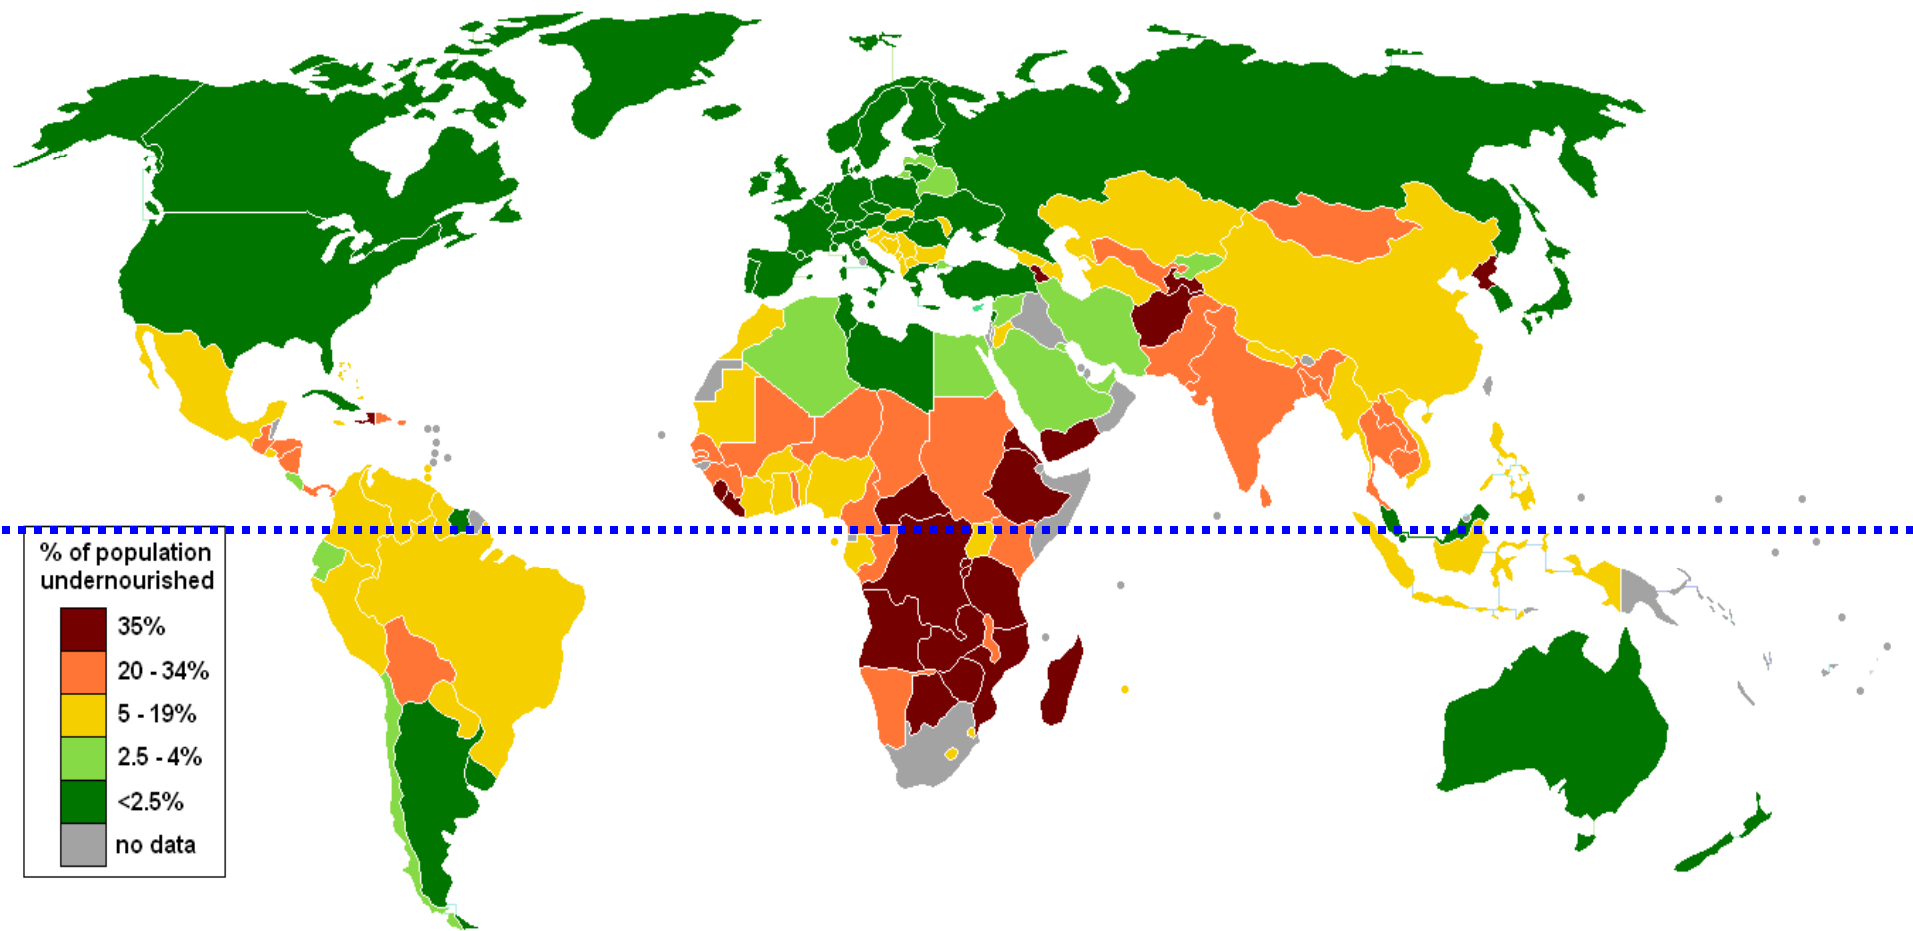 % of population
undernourished
35%
20 - 34%
5 - 19%
2.5 - 4%
<2.5%
no data